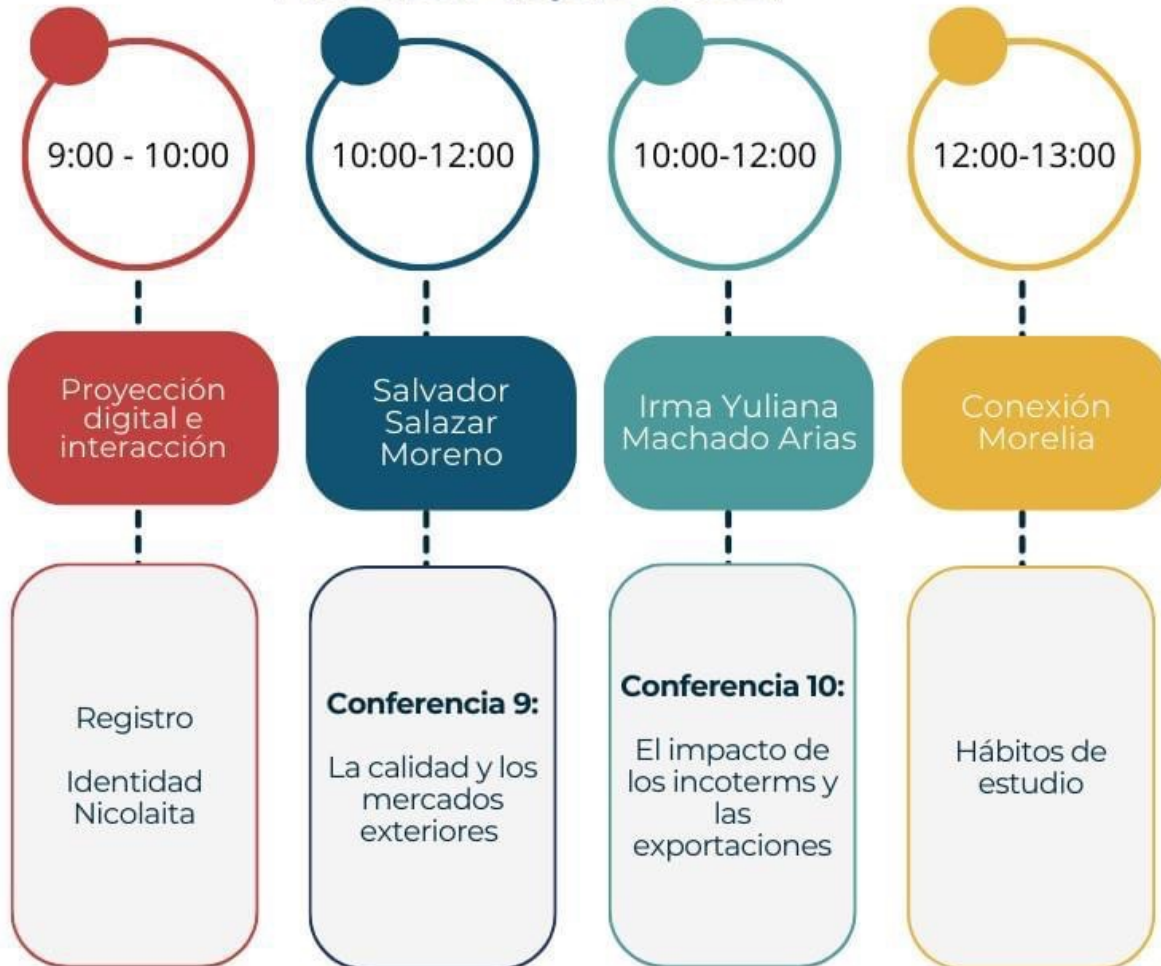 9:00 - 10:00
10:00-12:00
10:00-12:00
12:00-13:00
Proyección
digital e
interacción
Salvador
Salazar
Moreno
Irma Yuliana
Machado Arias
Conexión
Morelia
Registro
Identidad
Nicolaita
Conferencia 9:
La calidad y los
mercados
exteriores
Conferencia 10:
El impacto de
los incoterms y
las
exportaciones
Hábitos de
estudio